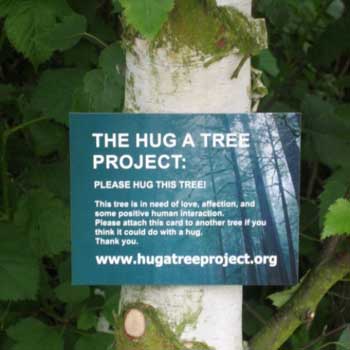 THE HUG A TREE
PROJECT:
PLEASE HUG THIS TREE!
This tree is in need of love, affection, and
some positive human interaction.
Please attach this card to another tree if you
think it could do with a hug.
Thank you.
www.hugatreeproject.org